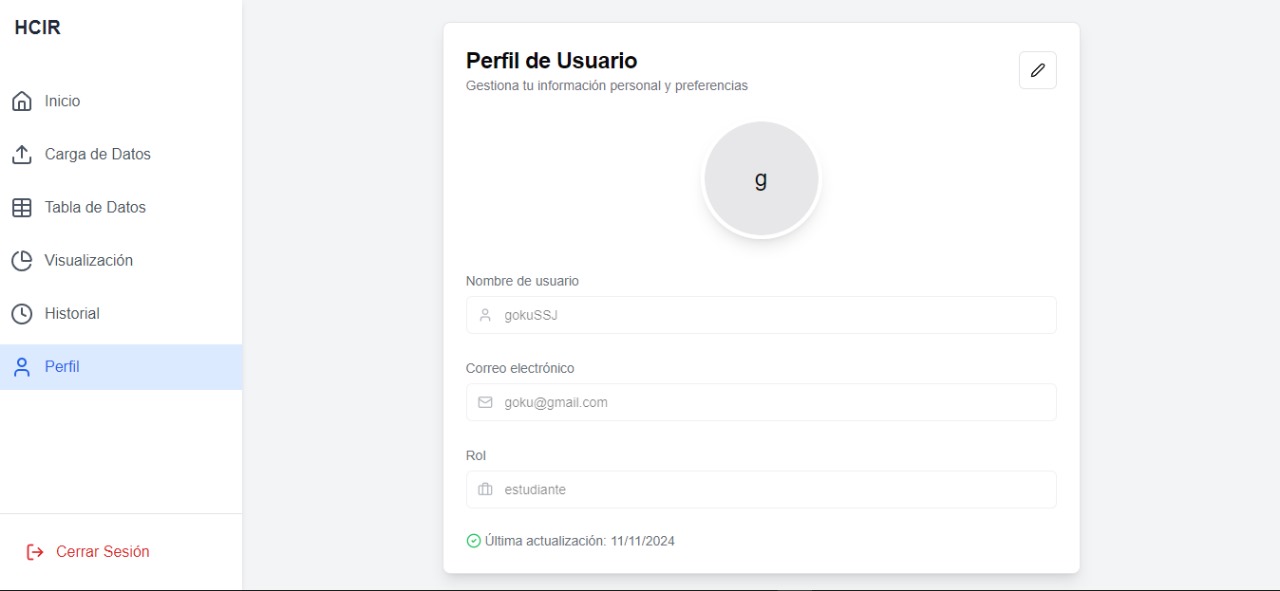 HCIR
Inicio
Carga de Datos
Tabla de Datos
Visualización
Historial
Perfil
Cerrar Sesión
Perfil de Usuario
Gestiona tu información personal y preferencias
g
Nombre de usuario
gokuSSJ
Correo electrónico
goku@gmail.com
Rol
estudiante
Última actualización: 11/11/2024